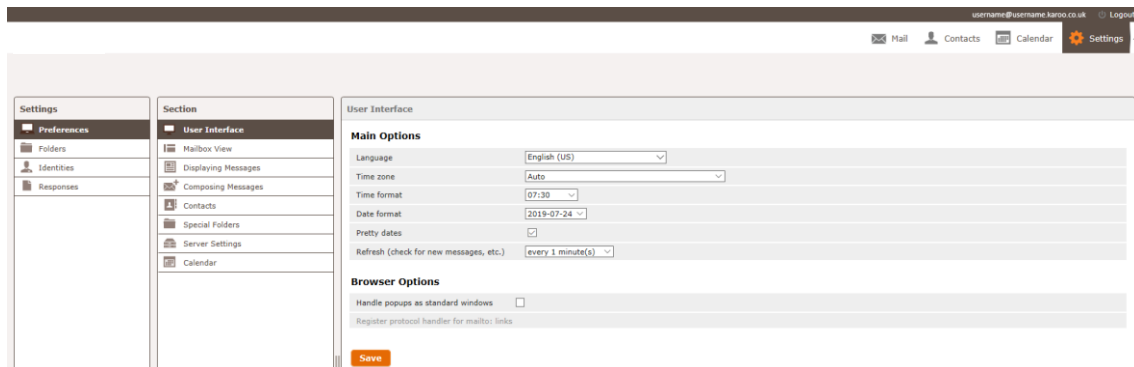 username@username.karoo.co.uk Logout
Mail Contacts Calendar Settings
Settings
Preferences
Folders
Identities
Responses
Section
User Interface
Mailbox View
Displaying Messages
Composing Messages
Contacts
Special Folders
Server Settings
Calendar
User Interface
Main Options
Language English (US)
Time zone Auto
Time format 07:30
Date format 2019-07-24
Pretty dates
Refresh (check for new messages, etc.) every 1 minute(s)
Browser Options
Handle popups as standard windows
Register protocol handler for mailto: links
Save